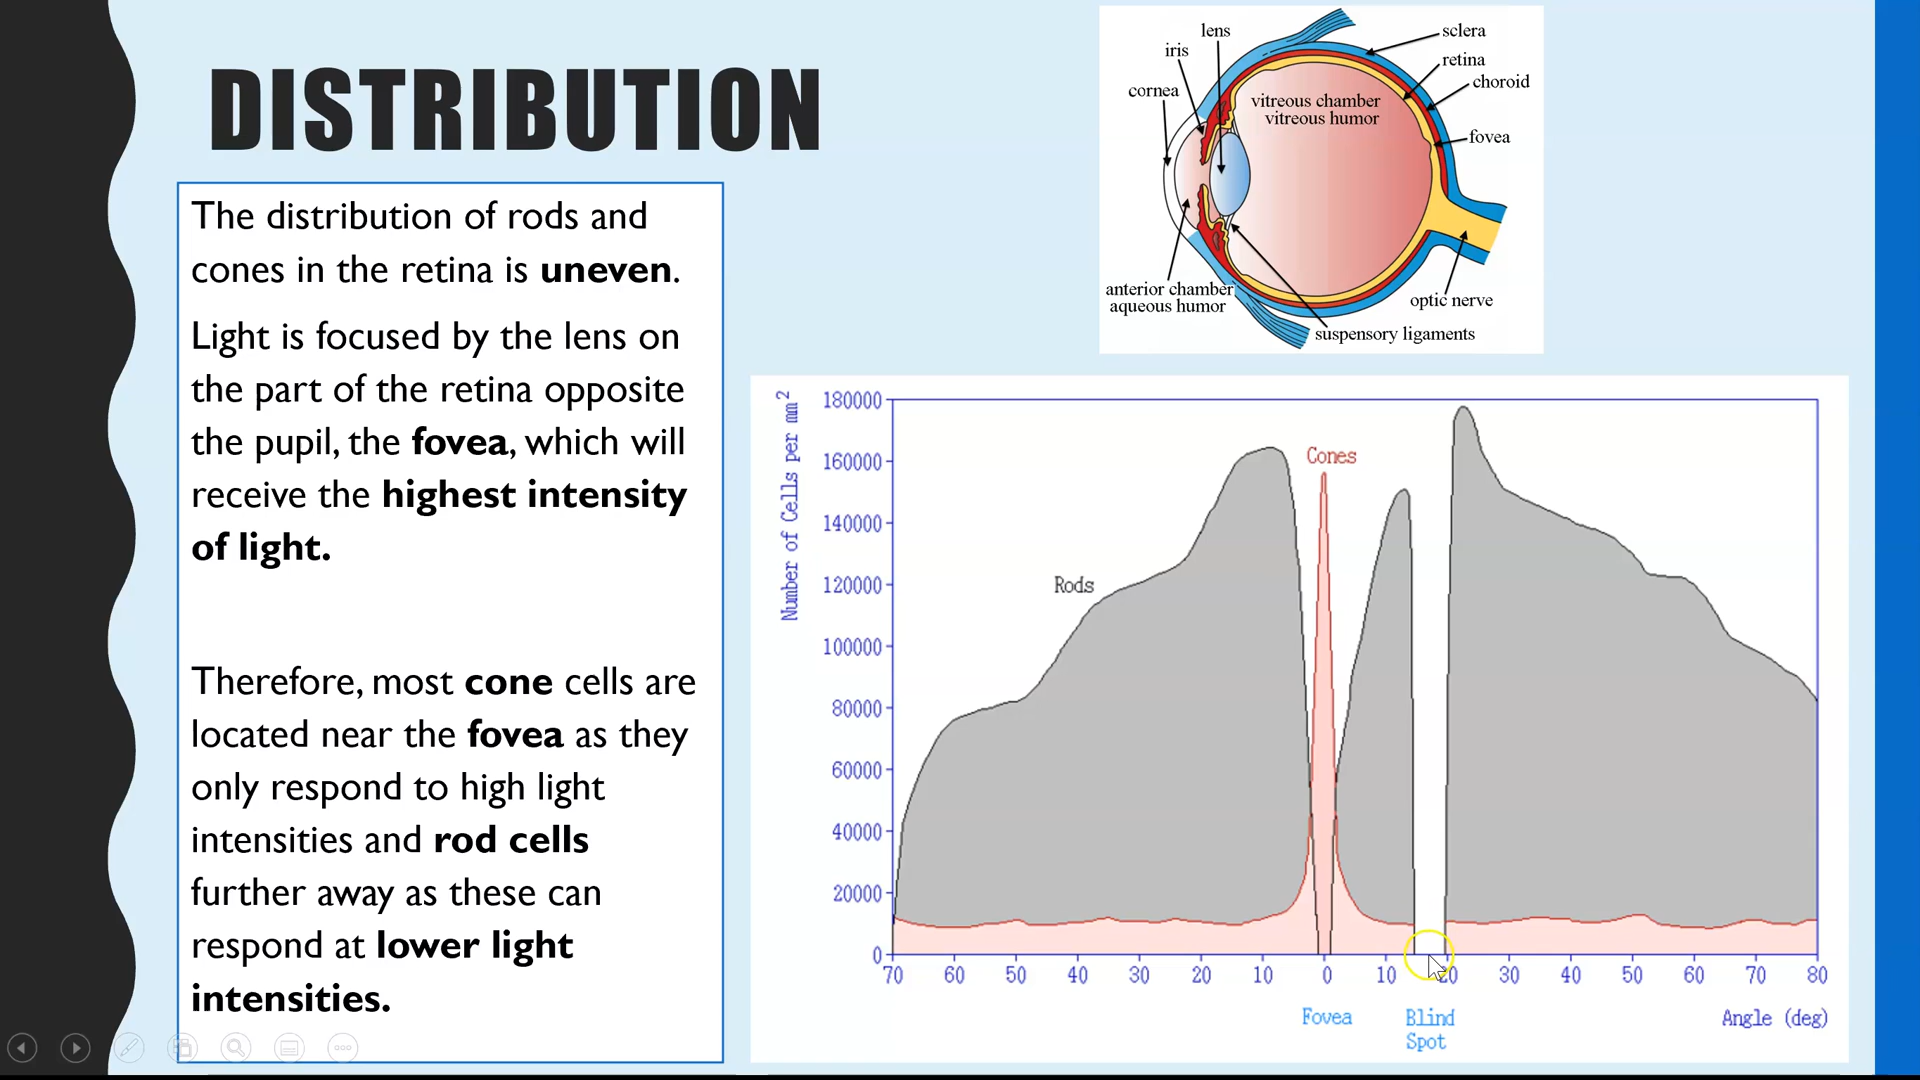 DISTRIBUTION
The distribution of rods and
cones in the retina is uneven.
Light is focused by the lens on
the part of the retina opposite
the pupil, the fovea, which will
receive the highest intensity
of light.
Therefore, most cone cells are
located near the fovea as they
only respond to high light
intensities and rod cells
further away as these can
respond at lower light
intensities.
lens
iris
cornea
sclera
retina
choroid
fovea
vitreous chamber
vitreous humor
anterior chamber
aqueous humor
optic nerve
suspensory ligaments
Number of Cells per mm2
180000
160000
140000
120000
100000
80000
60000
40000
20000
0
Rods
Cones
70 60 50 40 30 20 10 0 10 20 30 40 50 60 70 80
Fovea
Blind
Spot
Angle (deg)